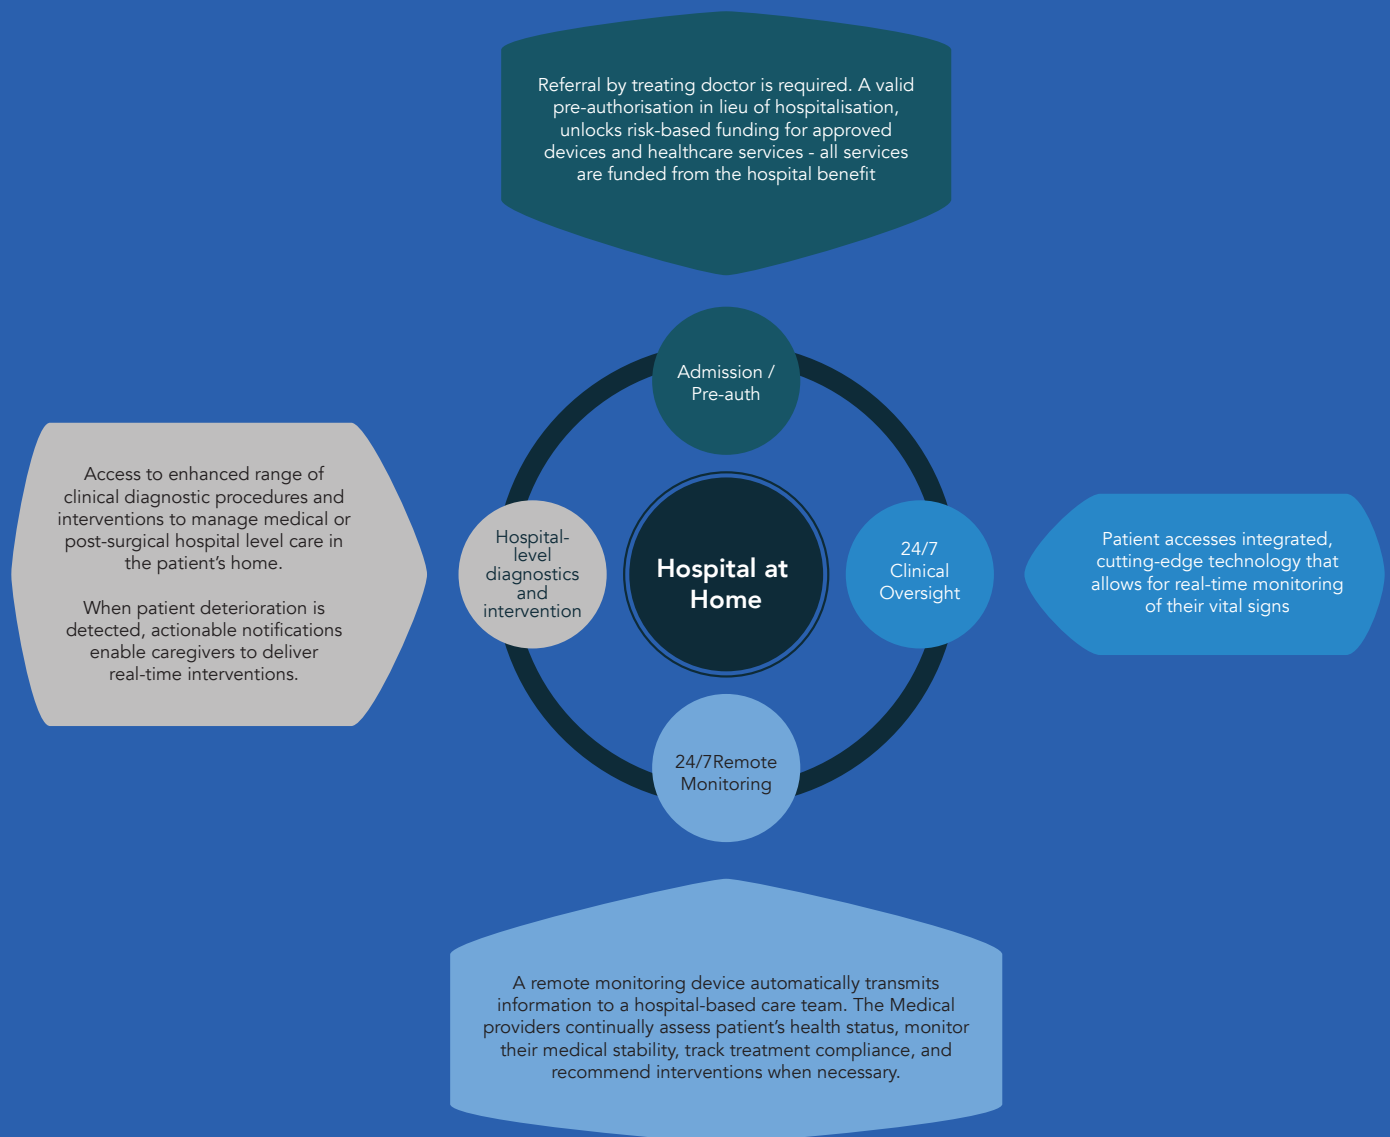 Referral by treating doctor is required. A valid
pre-authorisation in lieu of hospitalisation,
unlocks risk-based funding for approved
devices and healthcare services - all services
are funded from the hospital benefit
Admission /
Pre-auth
Access to enhanced range of
clinical diagnostic procedures and
interventions to manage medical or
post-surgical hospital level care in
the patient's home.
When patient deterioration is
detected, actionable notifications
enable caregivers to deliver
real-time interventions.
Hospital-
level
diagnostics
and
intervention
Hospital at
Home
24/7
Clinical
Oversight
Patient accesses integrated,
cutting-edge technology that
allows for real-time monitoring
of their vital signs
24/7Remote
Monitoring
A remote monitoring device automatically transmits
information to a hospital-based care team. The Medical
providers continually assess patient's health status, monitor
their medical stability, track treatment compliance, and
recommend interventions when necessary.